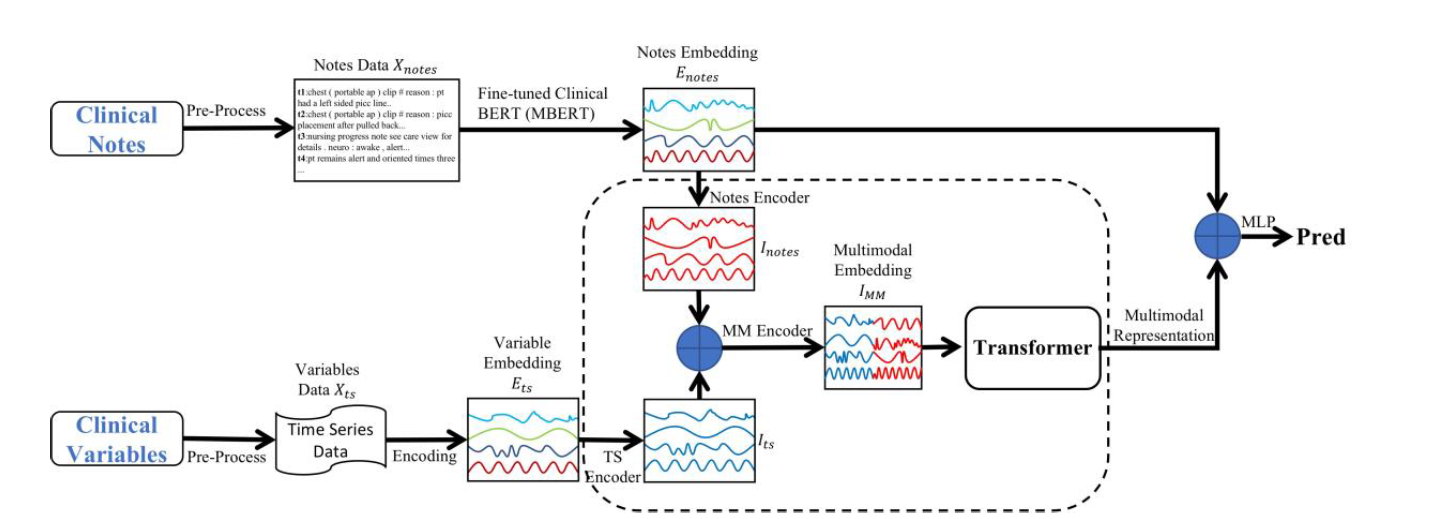 Clinical
Notes
Pre-Process
Notes Data X_notes
t1:chest ( portable ap ) clip # reason : pt
had a left sided picc line..
t2:chest ( portable ap ) clip # reason : picc
placement after pulled back...
t3:nursing progress note see care view for
details . neuro : awake , alert...
t4:pt remains alert and oriented times three
...
Fine-tuned Clinical
BERT (MBERT)
Notes Embedding
E_notes
Notes Encoder
I_notes
Multimodal
Embedding
I_MM
MM Encoder
Transformer
Multimodal
Representation
MLP
Pred
Clinical
Variables
Pre-Process
Variables
Data X_ts
Time Series
Data
Encoding
Variable
Embedding
E_ts
TS
Encoder
I_ts